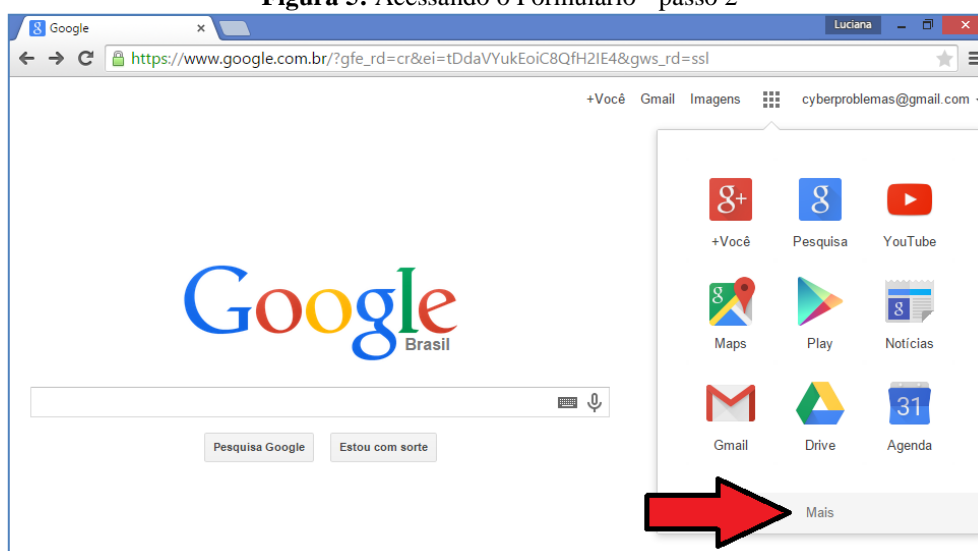 Figura 5: Acessando o Formulário - passo 2
Google
Luciana
https://www.google.com.br/?gfe_rd=cr&ei=tDdaVYukEoiC8QfH2IE4&gws_rd=ssl
+Você Gmail Imagens cyberproblemas@gmail.com
+Você Pesquisa YouTube
Maps Play Notícias
31
Gmail Drive Agenda
Mais
Google
Brasil
Pesquisa Google Estou com sorte